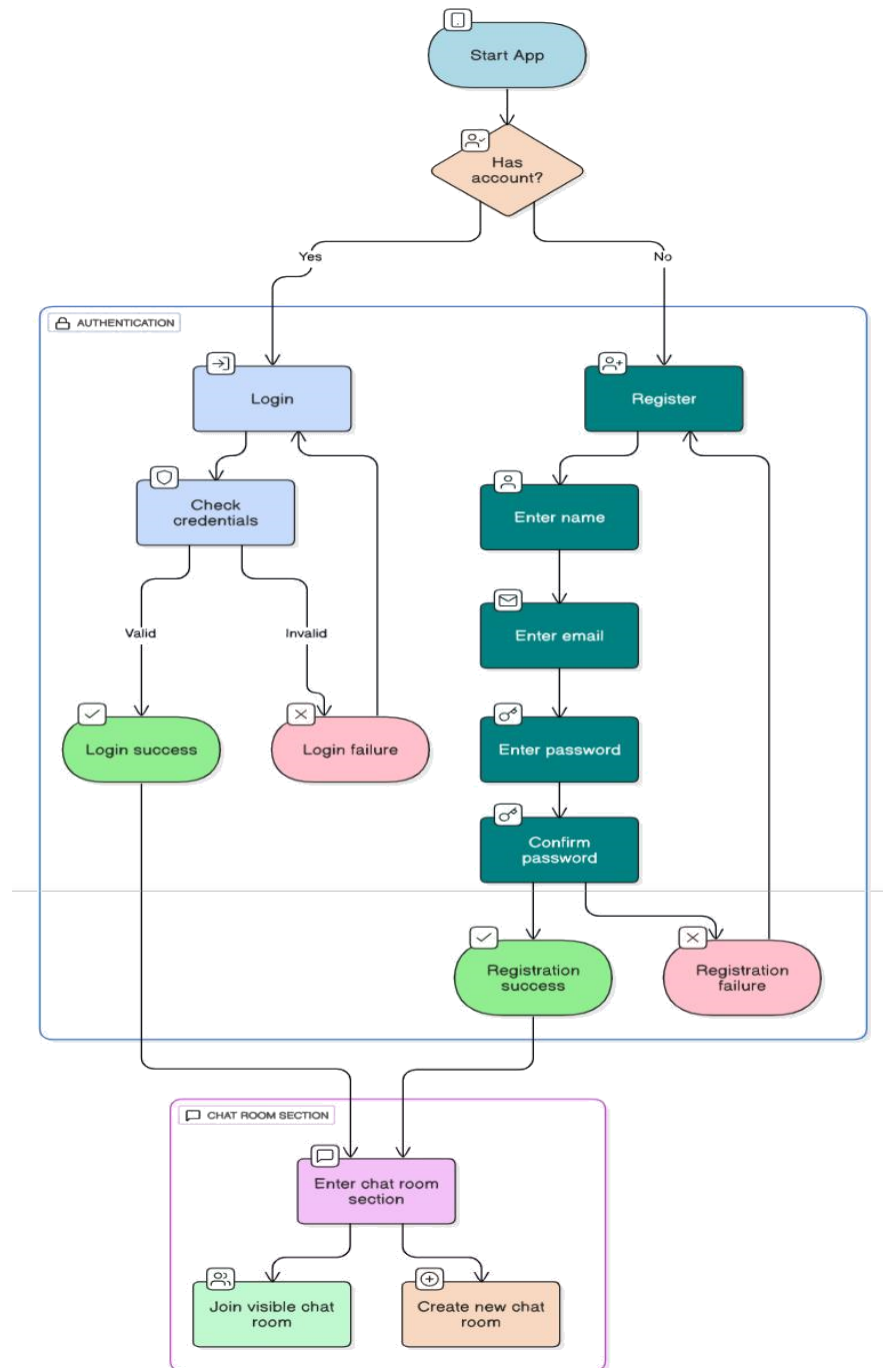 Start App
Has
account?
Yes
No
AUTHENTICATION
Login
Register
Check
credentials
Enter name
Valid
Invalid
Enter email
Login success
Login failure
Enter password
Confirm
password
Registration
success
Registration
failure
CHAT ROOM SECTION
Enter chat room
section
Join visible chat
room
Create new chat
room